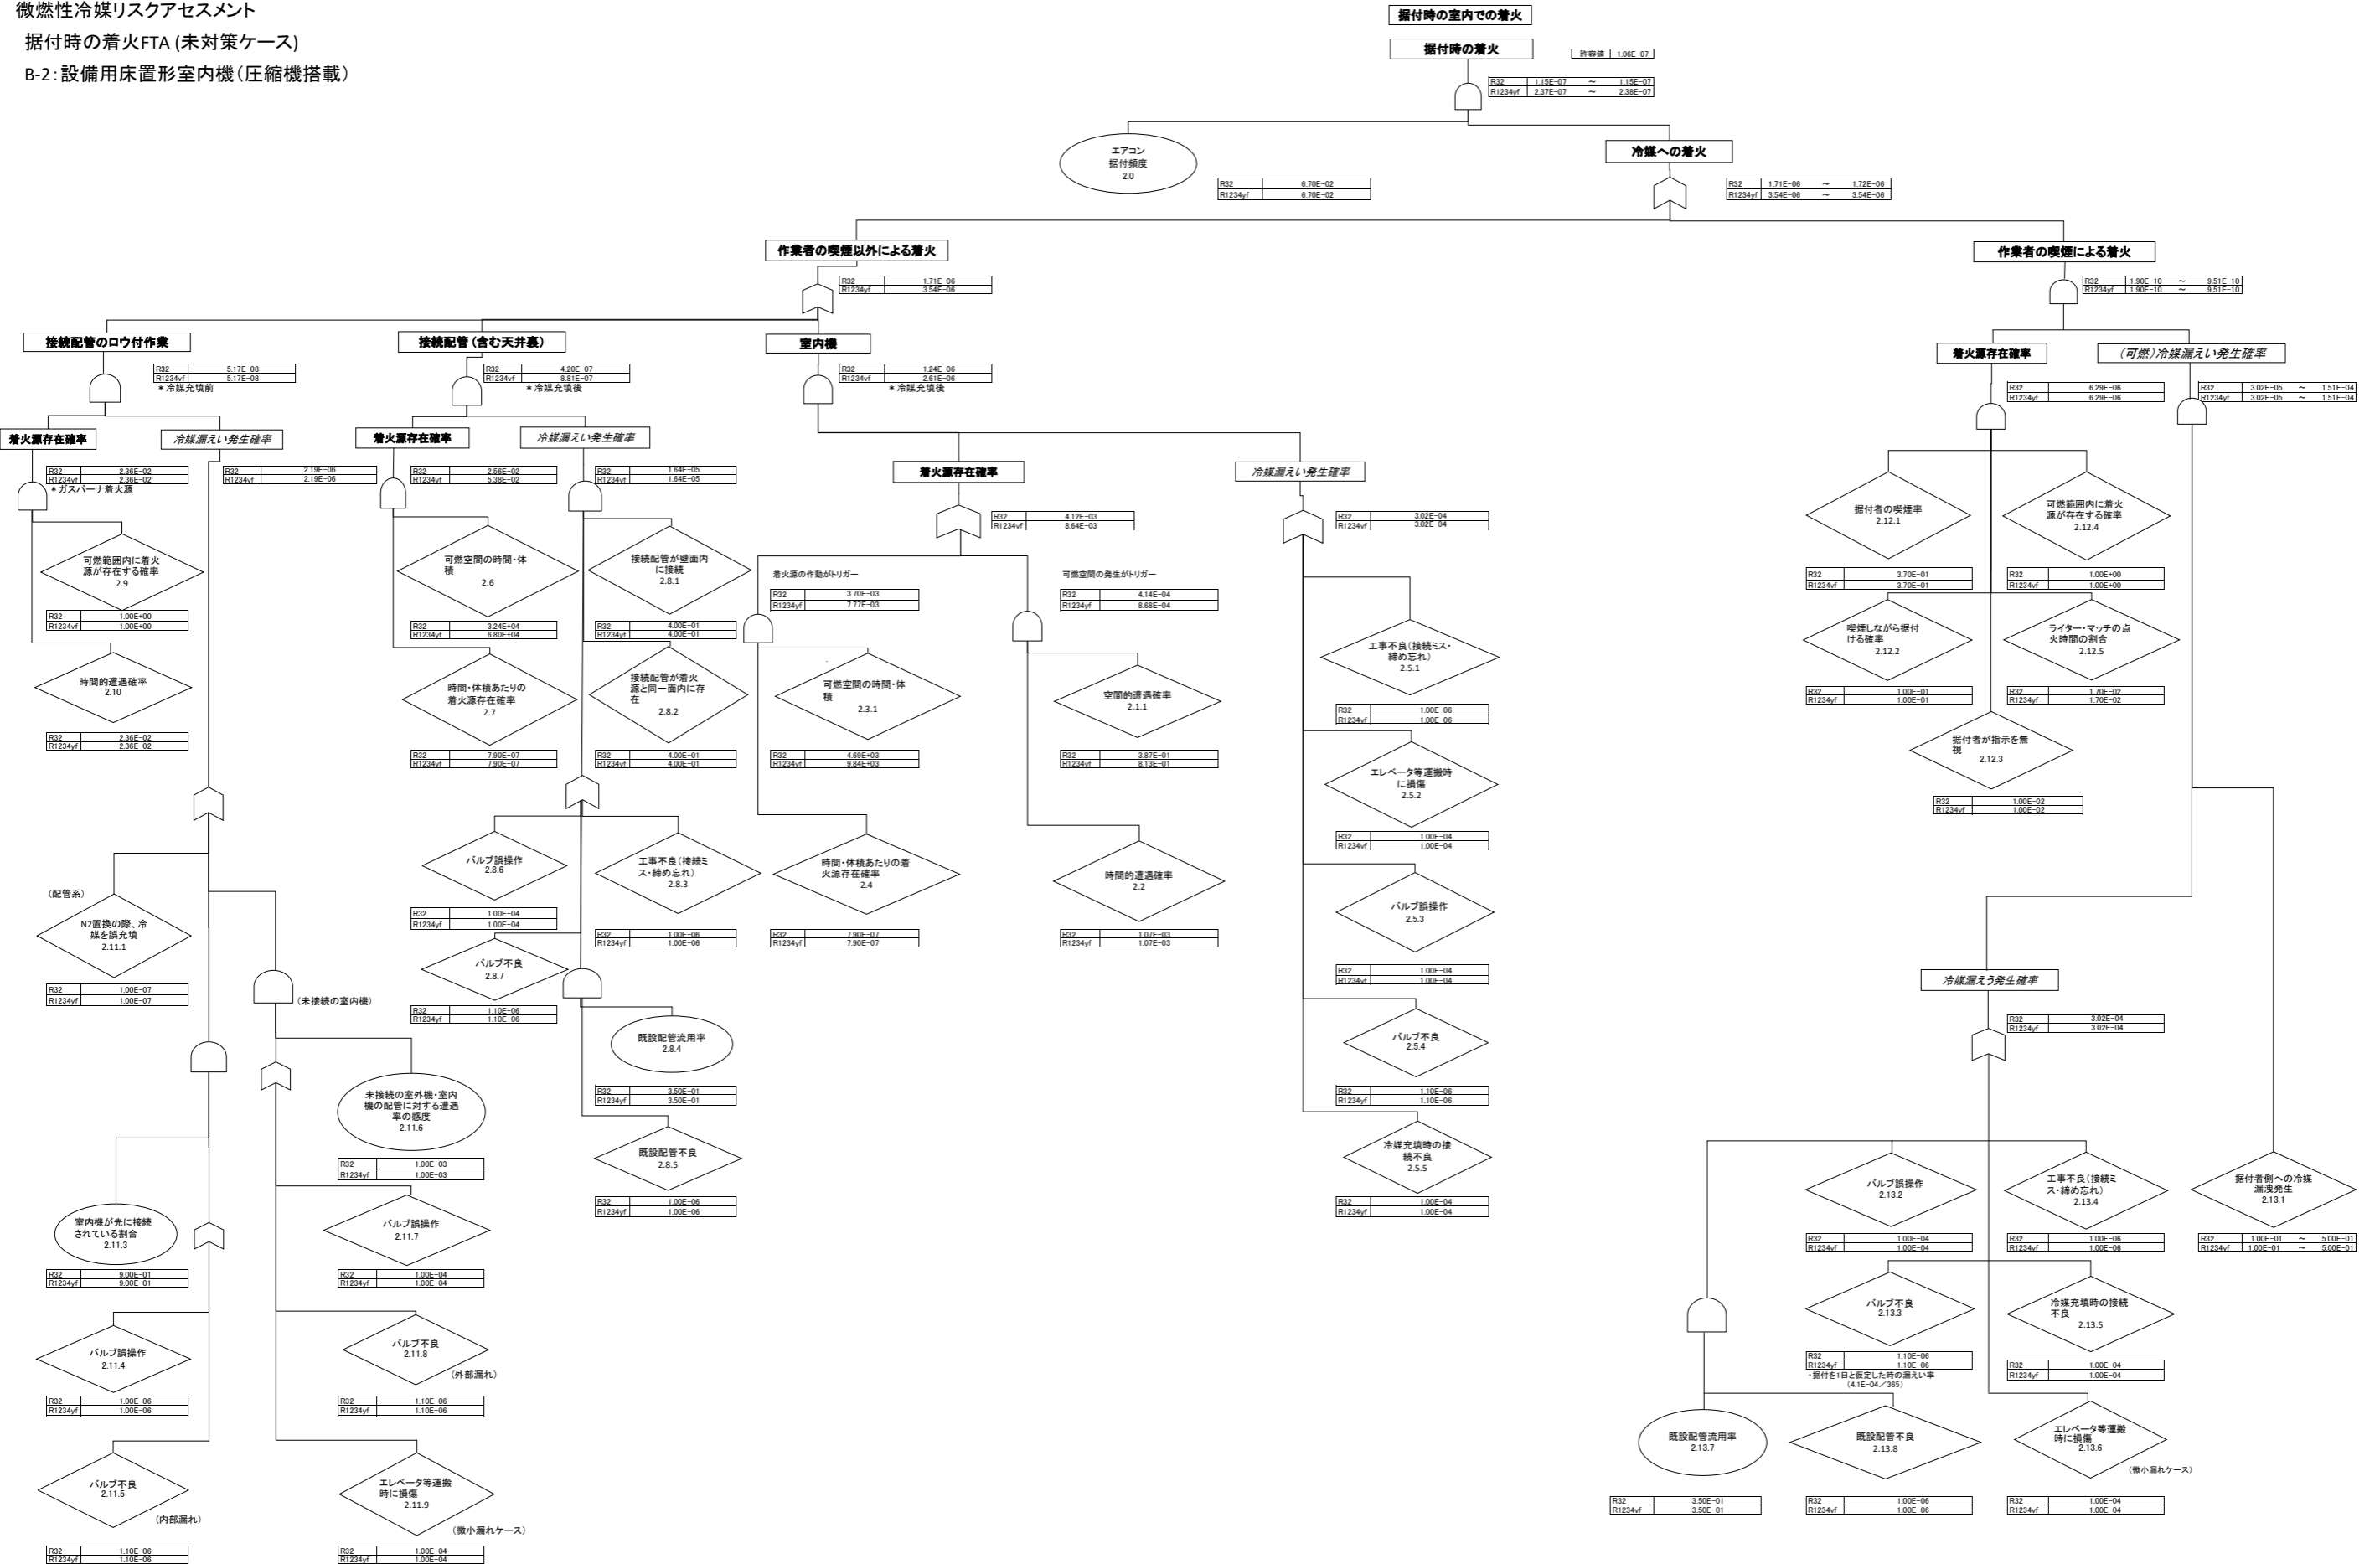 微燃性冷媒リスクアセスメント
据付時の着火FTA (未対策ケース)
B-2：設備用床置形室内機（圧縮機搭載）
据付時の室内での着火
据付時の着火
許容値 1.06E-07
R32 1.15E-07 ～ 1.15E-07
R1234yf 2.37E-07 ～ 2.38E-07
エアコン
据付頻度
2.0
R32 6.70E-02
R1234yf 6.70E-02
冷媒への着火
R32 1.71E-06 ～ 1.72E-06
R1234yf 3.54E-06 ～ 3.54E-06
作業者の喫煙以外による着火
R32 1.71E-06
R1234yf 3.54E-06
作業者の喫煙による着火
R32 1.90E-10 ～ 9.51E-10
R1234yf 1.90E-10 ～ 9.51E-10
接続配管のロウ付作業
R32 5.17E-08
R1234yf 5.17E-08
＊冷媒充填前
接続配管（含む天井裏）
R32 4.20E-07
R1234yf 8.81E-07
＊冷媒充填後
室内機
R32 1.24E-06
R1234yf 2.61E-06
＊冷媒充填後
着火源存在確率
R32 6.29E-06
R1234yf 6.29E-06
（可燃）冷媒漏えい発生確率
R32 3.02E-05 ～ 1.51E-04
R1234yf 3.02E-05 ～ 1.51E-04
着火源存在確率
R32 2.36E-02
R1234yf 2.36E-02
＊ガスバーナ着火源
冷媒漏えい発生確率
R32 2.19E-06
R1234yf 2.19E-06
着火源存在確率
R32 2.56E-02
R1234yf 5.38E-02
冷媒漏えい発生確率
R32 1.64E-05
R1234yf 1.64E-05
着火源存在確率
R32 4.12E-03
R1234yf 8.64E-03
冷媒漏えい発生確率
R32 3.02E-04
R1234yf 3.02E-04
可燃範囲内に着火
源が存在する確率
2.9
R32 1.00E+00
R1234yf 1.00E+00
時間的遭遇確率
2.10
R32 2.36E-02
R1234yf 2.36E-02
可燃空間の時間・体
積
2.6
R32 3.24E+04
R1234yf 6.80E+04
時間・体積あたりの
着火源存在確率
2.7
R32 7.90E-07
R1234yf 7.90E-07
接続配管が壁面内
に接続
2.8.1
R32 4.00E-01
R1234yf 4.00E-01
接続配管が着火
源と同一面内に存
在
2.8.2
R32 4.00E-01
R1234yf 4.00E-01
着火源の作動がトリガー
R32 3.70E-03
R1234yf 7.77E-03
可燃空間の発生がトリガー
R32 4.14E-04
R1234yf 8.68E-04
可燃空間の時間・体
積
2.3.1
R32 4.69E+03
R1234yf 9.84E+03
空間的遭遇確率
2.1.1
R32 3.87E-01
R1234yf 8.13E-01
時間・体積あたりの着
火源存在確率
2.4
R32 7.90E-07
R1234yf 7.90E-07
時間的遭遇確率
2.2
R32 1.07E-03
R1234yf 1.07E-03
工事不良（接続ミス・
締め忘れ）
2.5.1
R32 1.00E-06
R1234yf 1.00E-06
エレベータ等運搬時
に損傷
2.5.2
R32 1.00E-04
R1234yf 1.00E-04
バルブ誤操作
2.5.3
R32 1.00E-04
R1234yf 1.00E-04
バルブ不良
2.5.4
R32 1.10E-06
R1234yf 1.10E-06
冷媒充填時の接
続不良
2.5.5
R32 1.00E-04
R1234yf 1.00E-04
据付者の喫煙率
2.12.1
R32 3.70E-01
R1234yf 3.70E-01
可燃範囲内に着火
源が存在する確率
2.12.4
R32 1.00E+00
R1234yf 1.00E+00
喫煙しながら据付
ける確率
2.12.2
R32 1.00E-01
R1234yf 1.00E-01
ライター・マッチの点
火時間の割合
2.12.5
R32 1.70E-02
R1234yf 1.70E-02
据付者が指示を無
視
2.12.3
R32 1.00E-02
R1234yf 1.00E-02
バルブ誤操作
2.8.6
R32 1.00E-04
R1234yf 1.00E-04
工事不良（接続ミ
ス・締め忘れ）
2.8.3
R32 1.00E-06
R1234yf 1.00E-06
バルブ不良
2.8.7
R32 1.10E-06
R1234yf 1.10E-06
既設配管流用率
2.8.4
R32 3.50E-01
R1234yf 3.50E-01
既設配管不良
2.8.5
R32 1.00E-06
R1234yf 1.00E-06
（配管系）
N2置換の際、冷
媒を誤充填
2.11.1
R32 1.00E-07
R1234yf 1.00E-07
（未接続の室内機）
未接続の室外機・室内
機の配管に対する遭遇
率の感度
2.11.6
R32 1.00E-03
R1234yf 1.00E-03
室内機が先に接続
されている割合
2.11.3
R32 9.00E-01
R1234yf 9.00E-01
バルブ誤操作
2.11.7
R32 1.00E-04
R1234yf 1.00E-04
バルブ誤操作
2.11.4
R32 1.00E-06
R1234yf 1.00E-06
バルブ不良
2.11.8
（外部漏れ）
R32 1.10E-06
R1234yf 1.10E-06
バルブ不良
2.11.5
（内部漏れ）
R32 1.10E-06
R1234yf 1.10E-06
エレベータ等運搬
時に損傷
2.11.9
（微小漏れケース）
R32 1.00E-04
R1234yf 1.00E-04
冷媒漏えう発生確率
R32 3.02E-04
R1234yf 3.02E-04
バルブ誤操作
2.13.2
R32 1.00E-04
R1234yf 1.00E-04
工事不良（接続ミ
ス・締め忘れ）
2.13.4
R32 1.00E-06
R1234yf 1.00E-06
据付者側への冷媒
漏洩発生
2.13.1
R32 1.00E-01 ～ 5.00E-01
R1234yf 1.00E-01 ～ 5.00E-01
バルブ不良
2.13.3
R32 1.10E-06
R1234yf 1.10E-06
・据付を1日と仮定した時の漏えい率
（4.1E-04／365）
冷媒充填時の接続
不良
2.13.5
R32 1.00E-04
R1234yf 1.00E-04
既設配管流用率
2.13.7
R32 3.50E-01
R1234yf 3.50E-01
既設配管不良
2.13.8
R32 1.00E-06
R1234yf 1.00E-06
エレベータ等運搬
時に損傷
2.13.6
（微小漏れケース）
R32 1.00E-04
R1234yf 1.00E-04